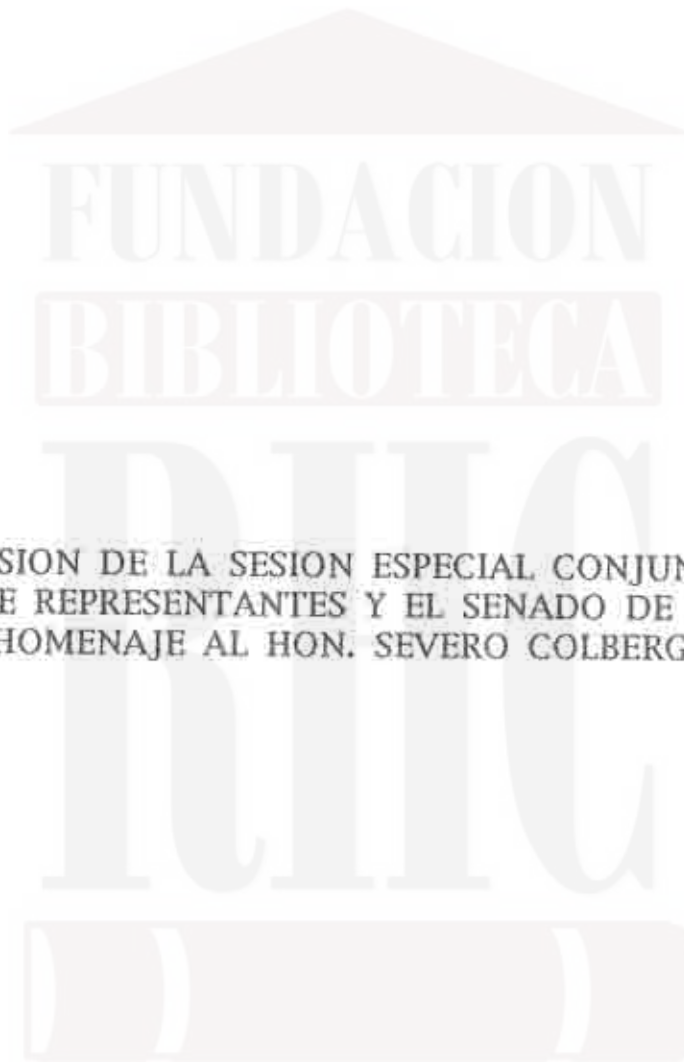 FUNDACION
BIBLIOTECA
RHC
SION DE LA SESION ESPECIAL CONJUN
E REPRESENTANTES Y EL SENADO DE
HOMENAJE AL HON. SEVERO COLBERG